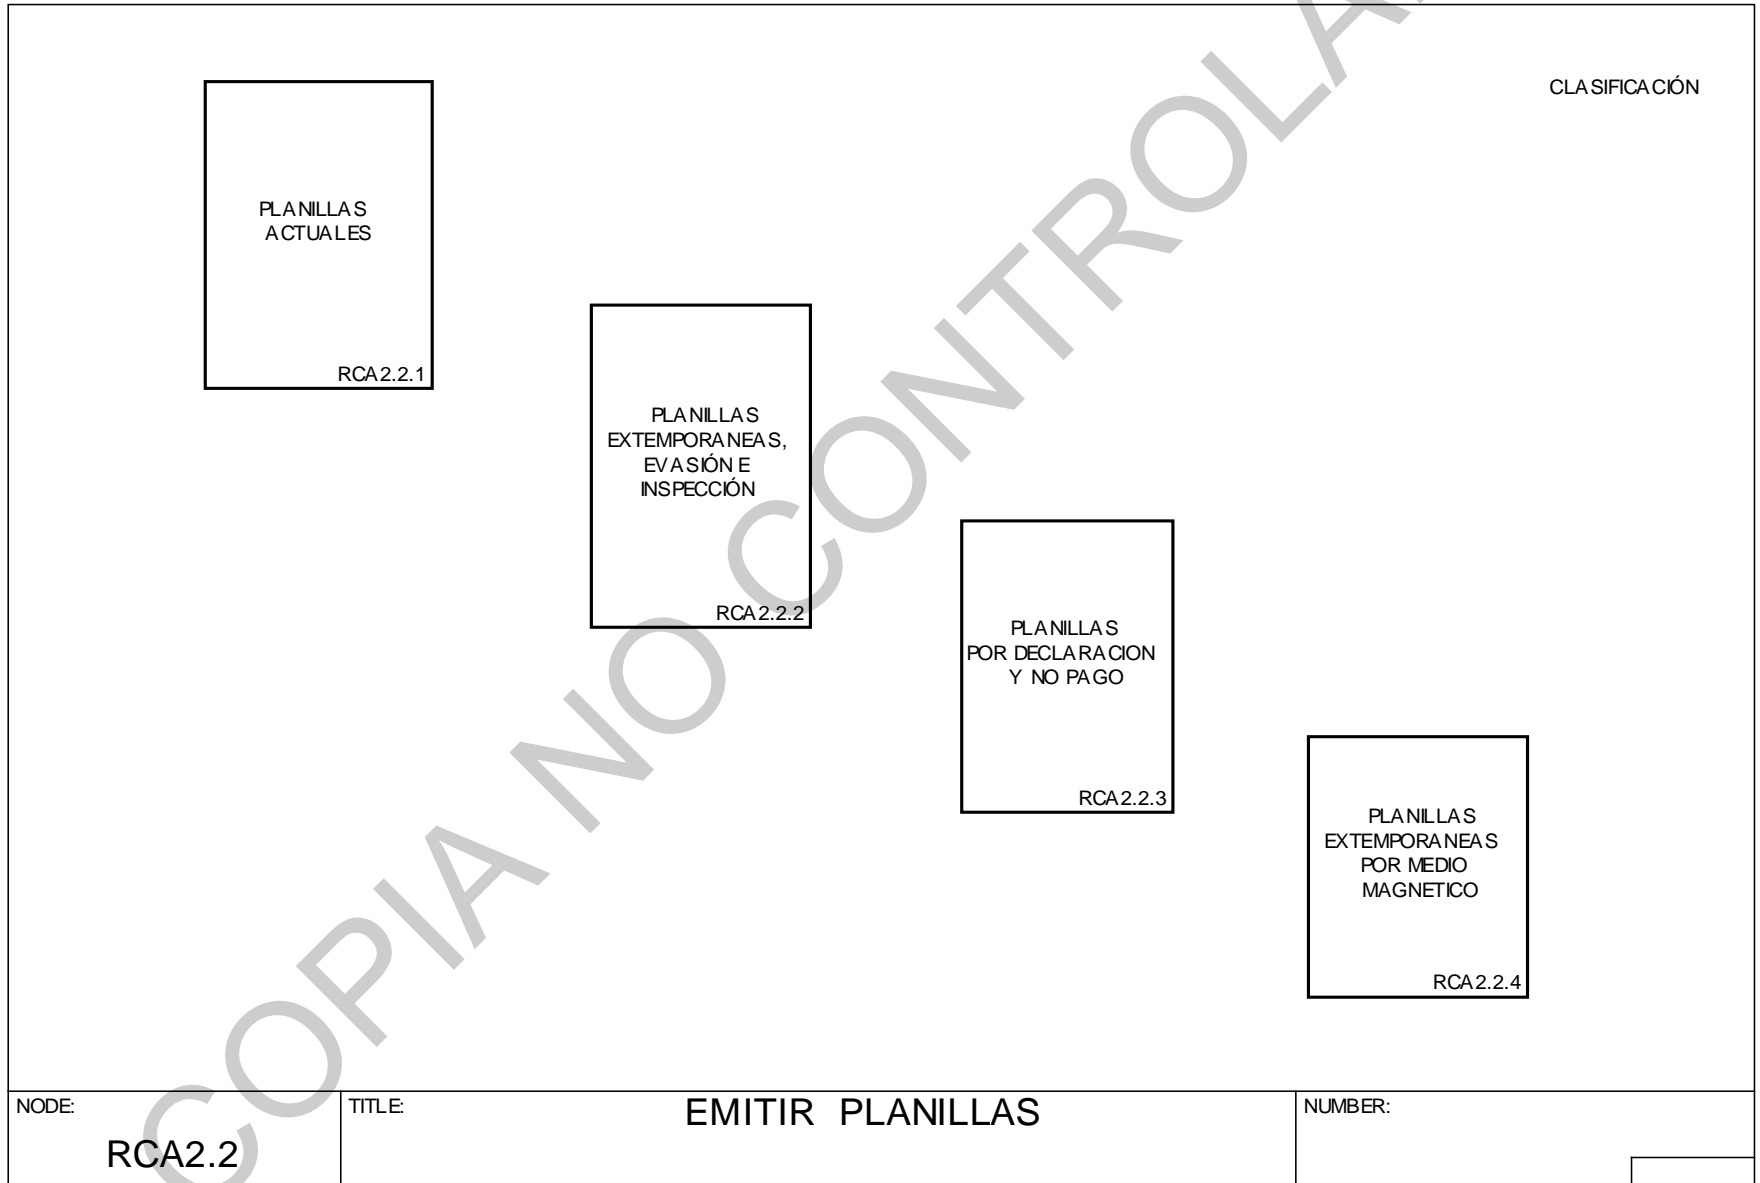 CLASIFICACIÓN
PLANILLAS
ACTUALES
RCA2.2.1
PLANILLAS
EXTEMPORANEAS,
EVASIÓN E
INSPECCIÓN
RCA2.2.2
PLANILLAS
POR DECLARACION
Y NO PAGO
RCA2.2.3
PLANILLAS
EXTEMPORANEAS
POR MEDIO
MAGNETICO
RCA2.2.4
NODE:
RCA2.2
TITLE:
EMITIR PLANILLAS
NUMBER:
COPIA NO CONTROLA